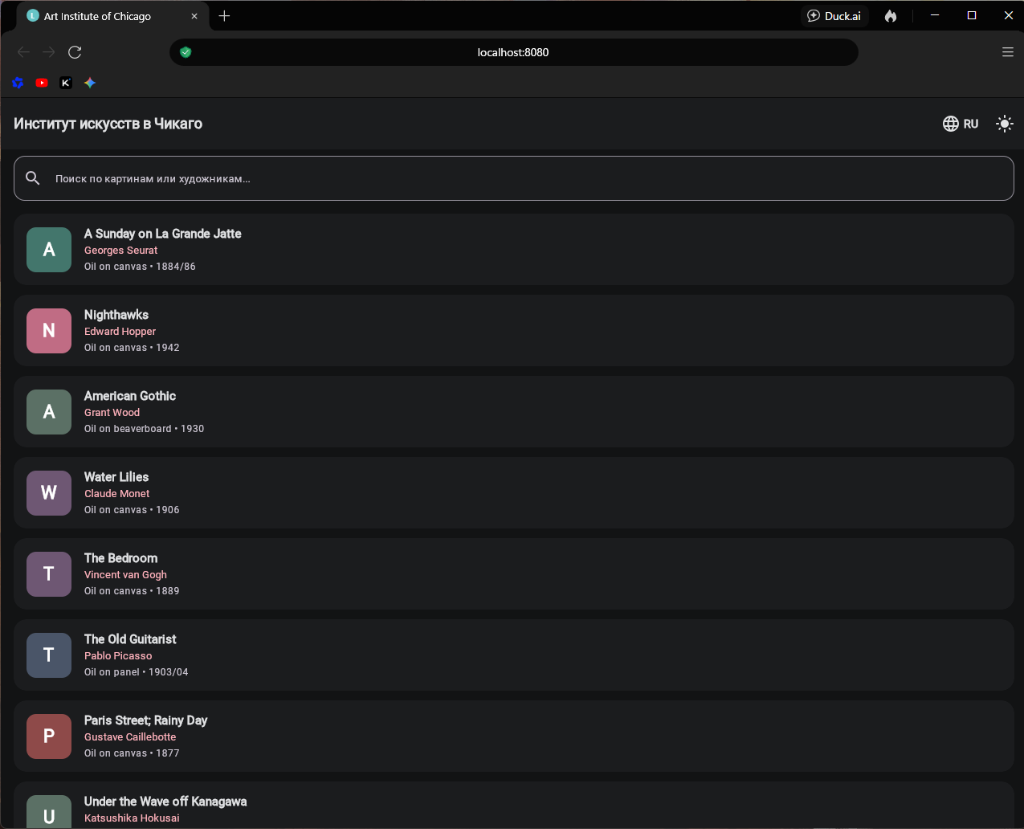 Art Institute of Chicago
Duck.ai
localhost:8080
K
Институт искусств в Чикаго
RU
Поиск по картинам или художникам...
A
A Sunday on La Grande Jatte
Georges Seurat
Oil on canvas • 1884/86
N
Nighthawks
Edward Hopper
Oil on canvas • 1942
A
American Gothic
Grant Wood
Oil on beaverboard • 1930
W
Water Lilies
Claude Monet
Oil on canvas • 1906
T
The Bedroom
Vincent van Gogh
Oil on canvas • 1889
T
The Old Guitarist
Pablo Picasso
Oil on panel • 1903/04
P
Paris Street; Rainy Day
Gustave Caillebotte
Oil on canvas • 1877
U
Under the Wave off Kanagawa
Katsushika Hokusai